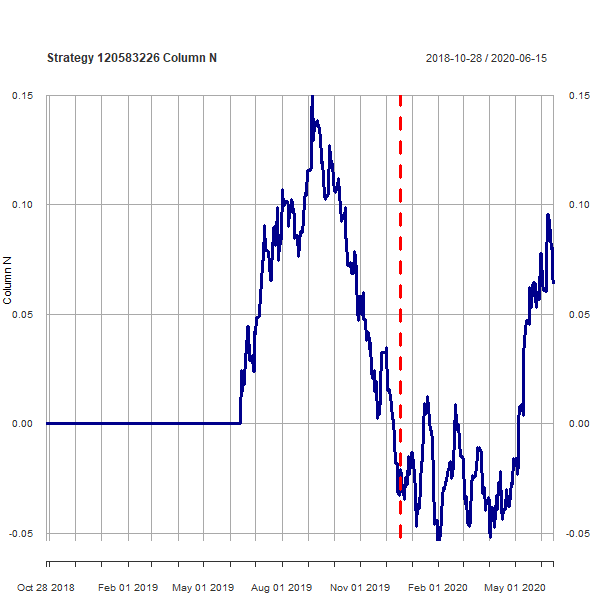 Strategy 120583226 Column N
2018-10-28 / 2020-06-15
0.15
0.15
0.10
0.10
Column N
0.05
0.05
0.00
0.00
-0.05
-0.05
Oct 28 2018
Feb 01 2019
May 01 2019
Aug 01 2019
Nov 01 2019
Feb 01 2020
May 01 2020